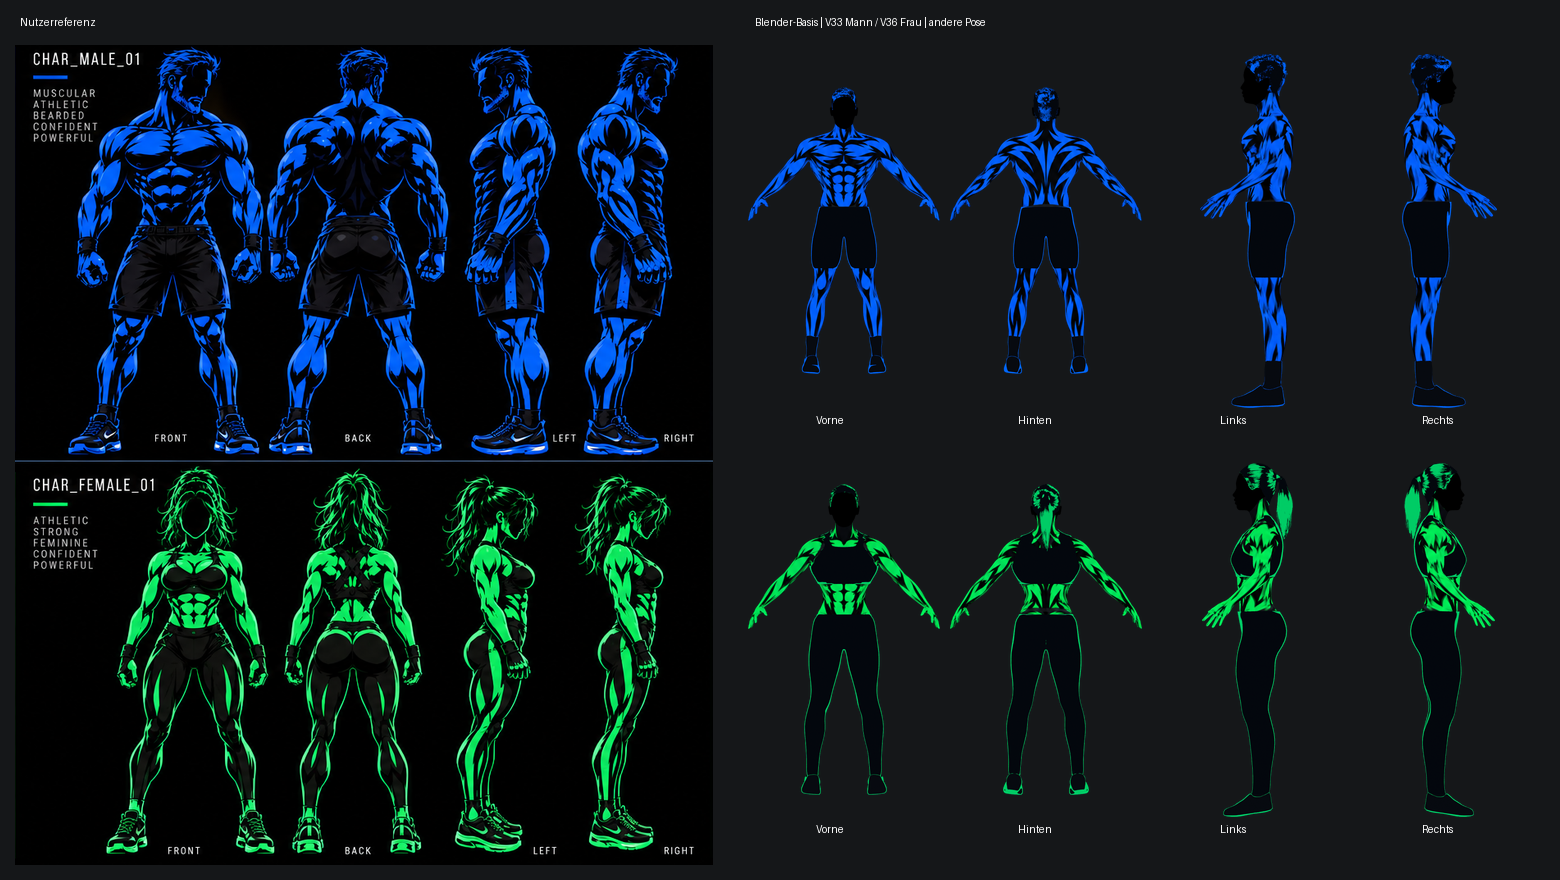 Nutzerreferenz
Blender-Basis | V33 Mann / V36 Frau | andere Pose
CHAR_MALE_01
MUSCULAR
ATHLETIC
BEARDED
CONFIDENT
POWERFUL
FRONT
BACK
LEFT
RIGHT
Vorne
Hinten
Links
Rechts
CHAR_FEMALE_01
ATHLETIC
STRONG
FEMININE
CONFIDENT
POWERFUL
FRONT
BACK
LEFT
RIGHT
Vorne
Hinten
Links
Rechts